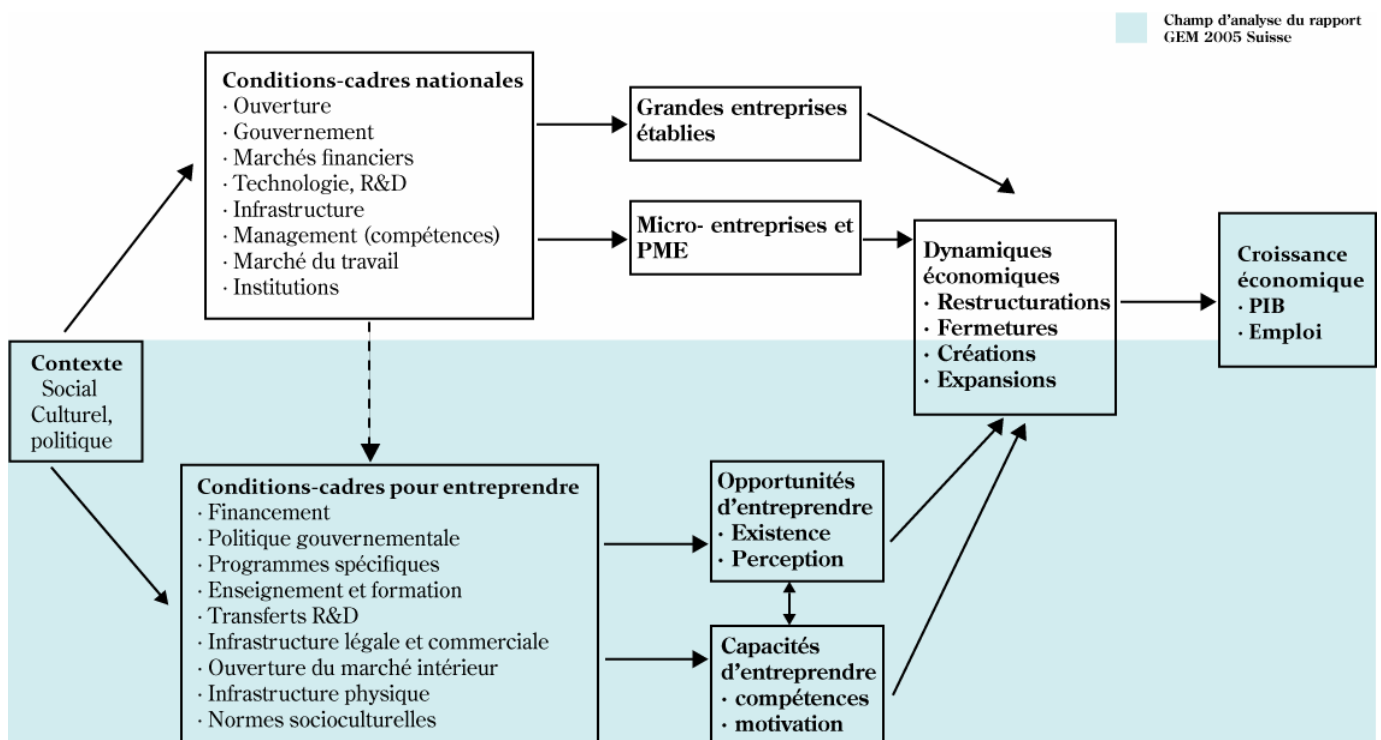 Champ d'analyse du rapport
GEM 2005 Suisse
Conditions-cadres nationales
· Ouverture
· Gouvernement
· Marchés financiers
· Technologie, R&D
· Infrastructure
· Management (compétences)
· Marché du travail
· Institutions
Grandes entreprises
établies
Micro- entreprises et
PME
Dynamiques
économiques
· Restructurations
· Fermetures
· Créations
· Expansions
Croissance
économique
· PIB
· Emploi
Contexte
Social
Culturel,
politique
Conditions-cadres pour entreprendre
· Financement
· Politique gouvernementale
· Programmes spécifiques
· Enseignement et formation
· Transferts R&D
· Infrastructure légale et commerciale
· Ouverture du marché intérieur
· Infrastructure physique
· Normes socioculturelles
Opportunités
d'entreprendre
· Existence
· Perception
Capacités
d'entreprendre
· compétences
· motivation